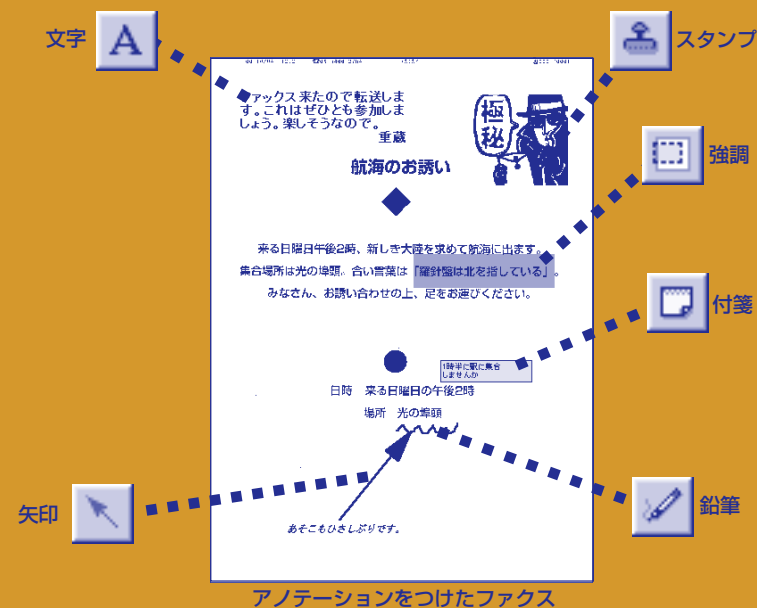 文字
A
スタンプ
ファックス来たので転送しま
す。これはぜひとも参加しま
しょう。楽しそうなので。
重蔵
極秘
航海のお誘い
強調
来る日曜日午後2時、新しき大陸を求めて航海に出ます。
集合場所は光の埠頭。合い言葉は「羅針盤は北を指している」。
みなさん、お誘い合わせの上、足をお運びください。
付箋
1時半に駅に集合
しませんか
日時 来る日曜日の午後2時
場所 光の埠頭
矢印
鉛筆
あそこもひさしぶりです。
アノテーションをつけたファクス